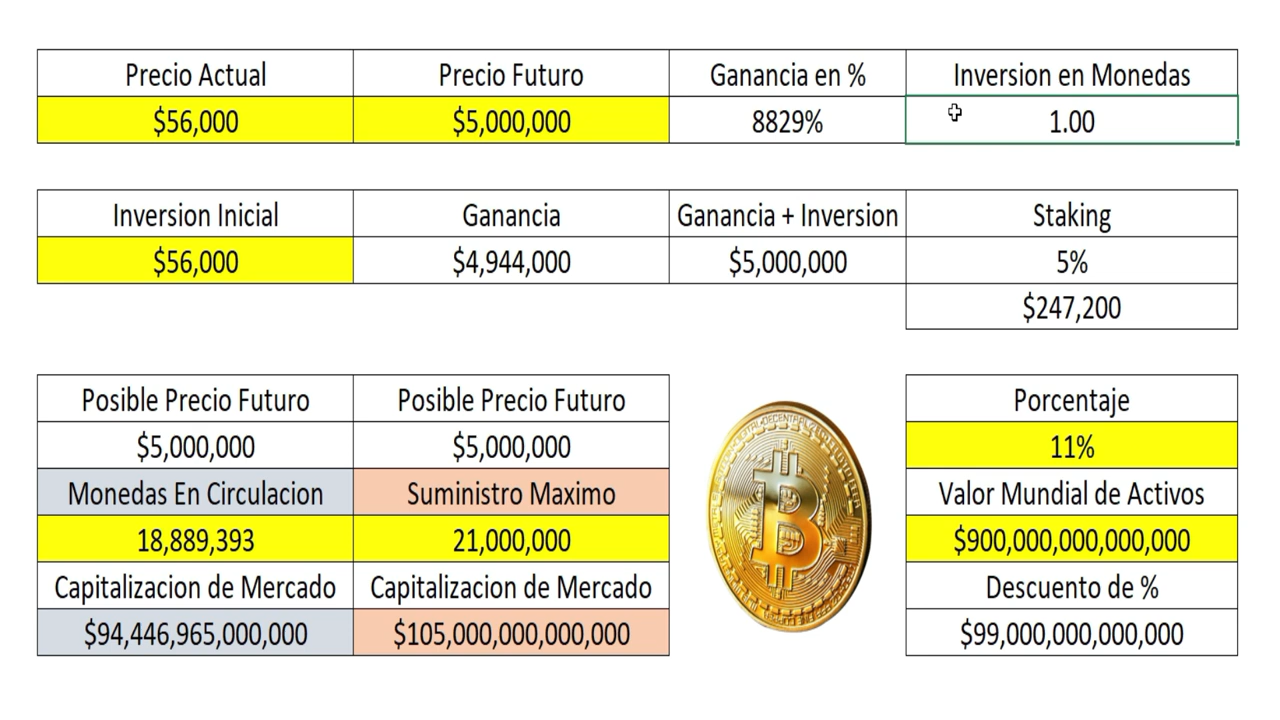 Precio Actual Precio Futuro Ganancia en % Inversion en Monedas
$56,000 $5,000,000 8829% 1.00
Inversion Inicial Ganancia Ganancia + Inversion Staking
$56,000 $4,944,000 $5,000,000 5%
$247,200
Posible Precio Futuro Posible Precio Futuro Porcentaje
$5,000,000 $5,000,000 11%
Monedas En Circulacion Suministro Maximo Valor Mundial de Activos
18,889,393 21,000,000 $900,000,000,000,000
Capitalizacion de Mercado Capitalizacion de Mercado Descuento de %
$94,446,965,000,000 $105,000,000,000,000 $99,000,000,000,000